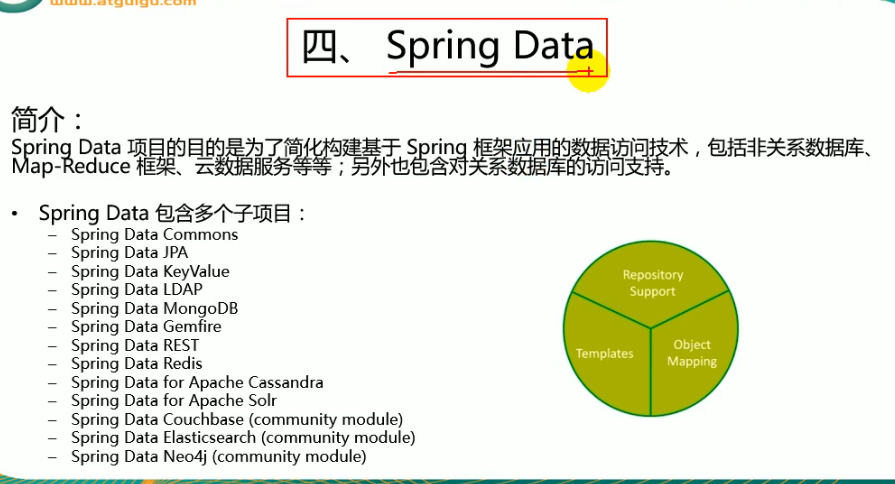 www.atguigu.com
四、 Spring Data
简介：
Spring Data 项目的目的是为了简化构建基于 Spring 框架应用的数据访问技术，包括非关系数据库、
Map-Reduce 框架、云数据服务等等；另外也包含对关系数据库的访问支持。
• Spring Data 包含多个子项目：
– Spring Data Commons
– Spring Data JPA
– Spring Data KeyValue
– Spring Data LDAP
– Spring Data MongoDB
– Spring Data Gemfire
– Spring Data REST
– Spring Data Redis
– Spring Data for Apache Cassandra
– Spring Data for Apache Solr
– Spring Data Couchbase (community module)
– Spring Data Elasticsearch (community module)
– Spring Data Neo4j (community module)
Repository
Support
Templates
Object
Mapping